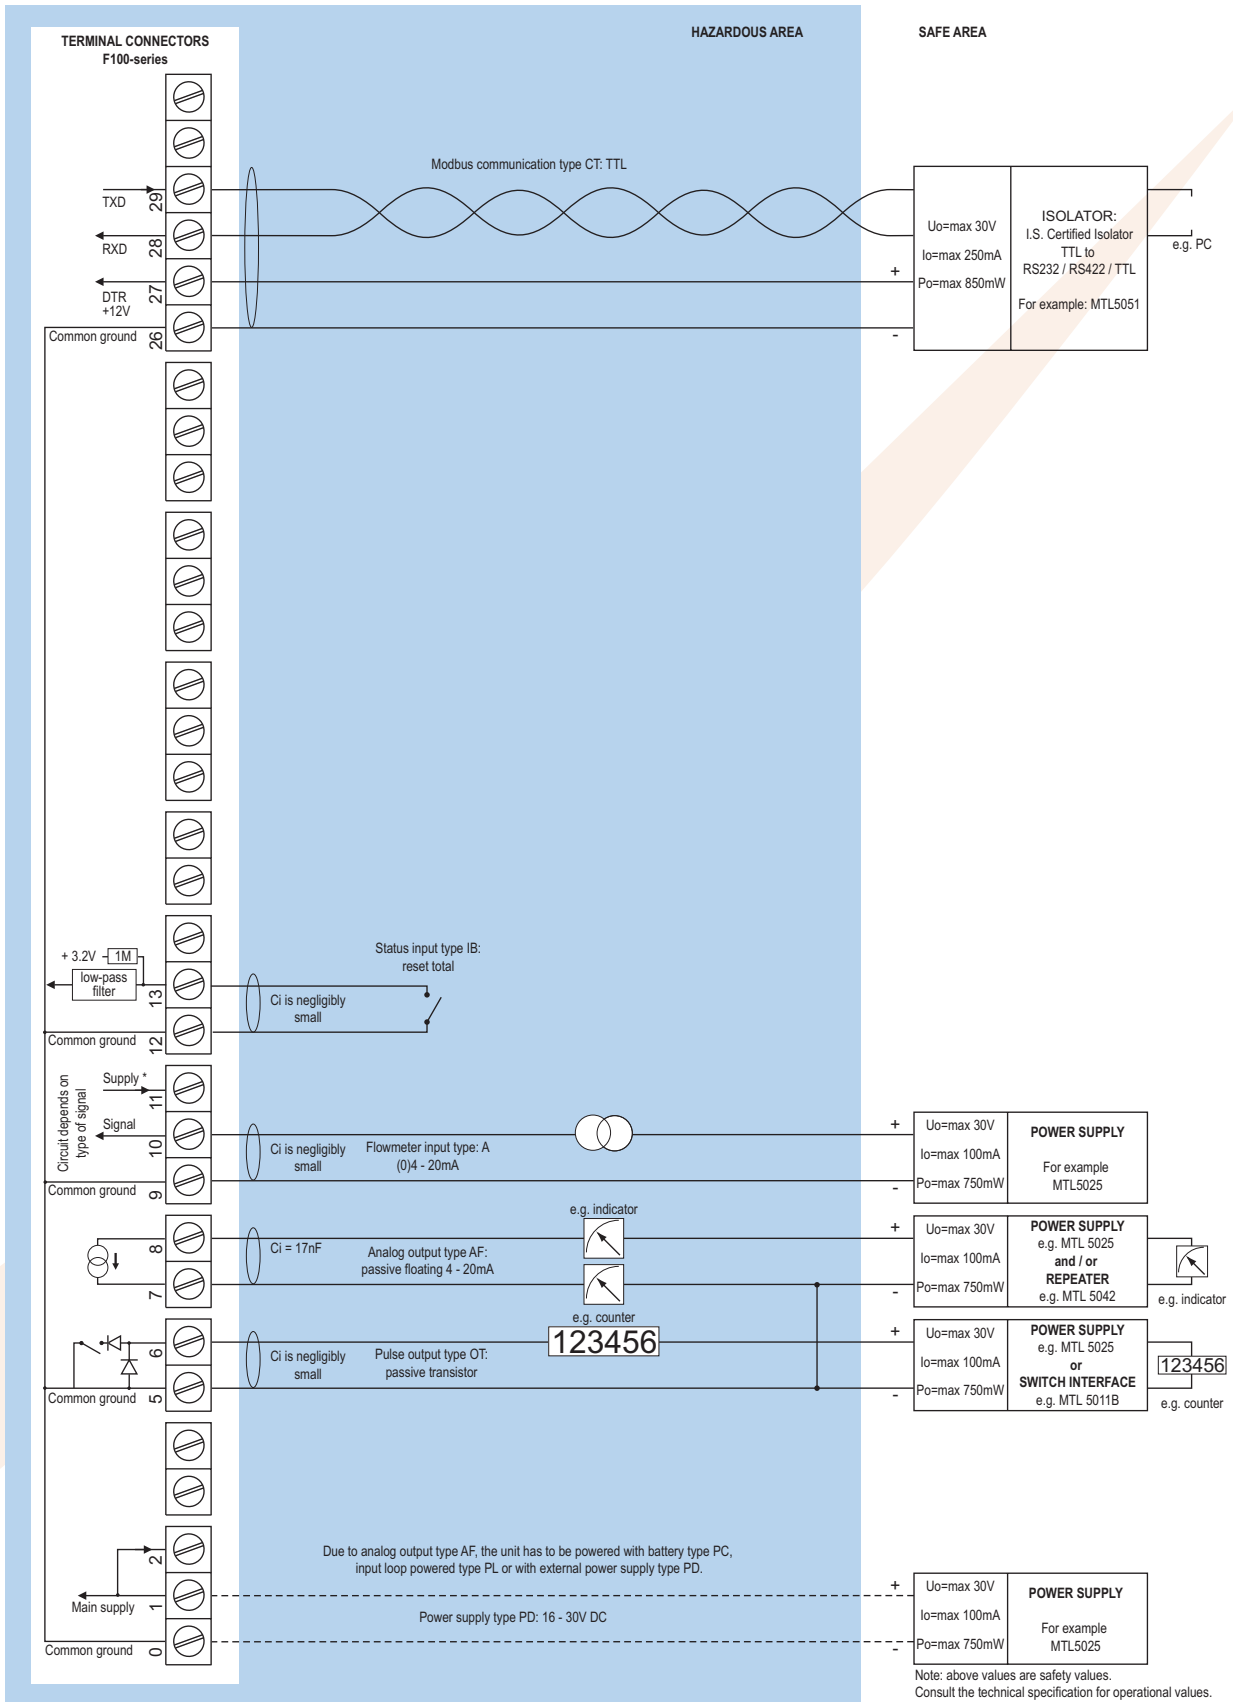 TERMINAL CONNECTORS
F100-series
HAZARDOUS AREA
SAFE AREA
Modbus communication type CT: TTL
TXD
29
RXD
28
DTR
+12V
27
Common ground
26
+
-
Uo=max 30V
Io=max 250mA
Po=max 850mW
ISOLATOR:
I.S. Certified Isolator
TTL to
RS232 / RS422 / TTL
For example: MTL5051
e.g. PC
+ 3.2V
1M
low-pass
filter
13
Common ground
12
Ci is negligibly
small
Status input type IB:
reset total
Circuit depends on
type of signal
Supply *
11
Signal
10
Common ground
9
Ci is negligibly
small
Flowmeter input type: A
(0)4 - 20mA
+
-
Uo=max 30V
Io=max 100mA
Po=max 750mW
POWER SUPPLY
For example
MTL5025
8
7
Ci = 17nF
Analog output type AF:
passive floating 4 - 20mA
e.g. indicator
+
-
Uo=max 30V
Io=max 100mA
Po=max 750mW
POWER SUPPLY
e.g. MTL 5025
and / or
REPEATER
e.g. MTL 5042
e.g. indicator
6
Common ground
5
Ci is negligibly
small
Pulse output type OT:
passive transistor
e.g. counter
123456
+
-
Uo=max 30V
Io=max 100mA
Po=max 750mW
POWER SUPPLY
e.g. MTL 5025
or
SWITCH INTERFACE
e.g. MTL 5011B
123456
e.g. counter
2
Main supply
1
Common ground
0
Due to analog output type AF, the unit has to be powered with battery type PC,
input loop powered type PL or with external power supply type PD.
Power supply type PD: 16 - 30V DC
+
-
Uo=max 30V
Io=max 100mA
Po=max 750mW
POWER SUPPLY
For example
MTL5025
Note: above values are safety values.
Consult the technical specification for operational values.